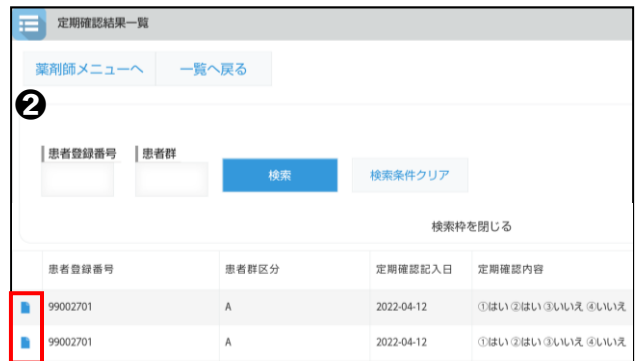 定期確認結果一覧
薬剤師メニューへ 一覧へ戻る
❷
患者登録番号 患者群
検索 検索条件クリア
検索枠を閉じる
患者登録番号 患者群区分 定期確認記入日 定期確認内容
99002701 A 2022-04-12 ①はい ②はい ③いいえ ④いいえ
99002701 A 2022-04-12 ①はい ②はい ③いいえ ④いいえ